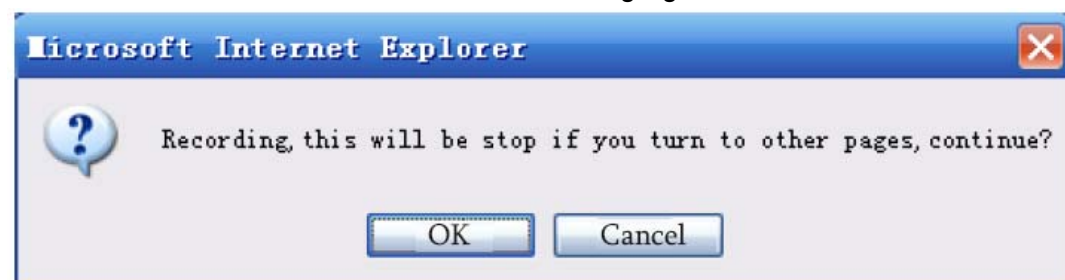 Microsoft Internet Explorer
Recording, this will be stop if you turn to other pages, continue?
OK
Cancel